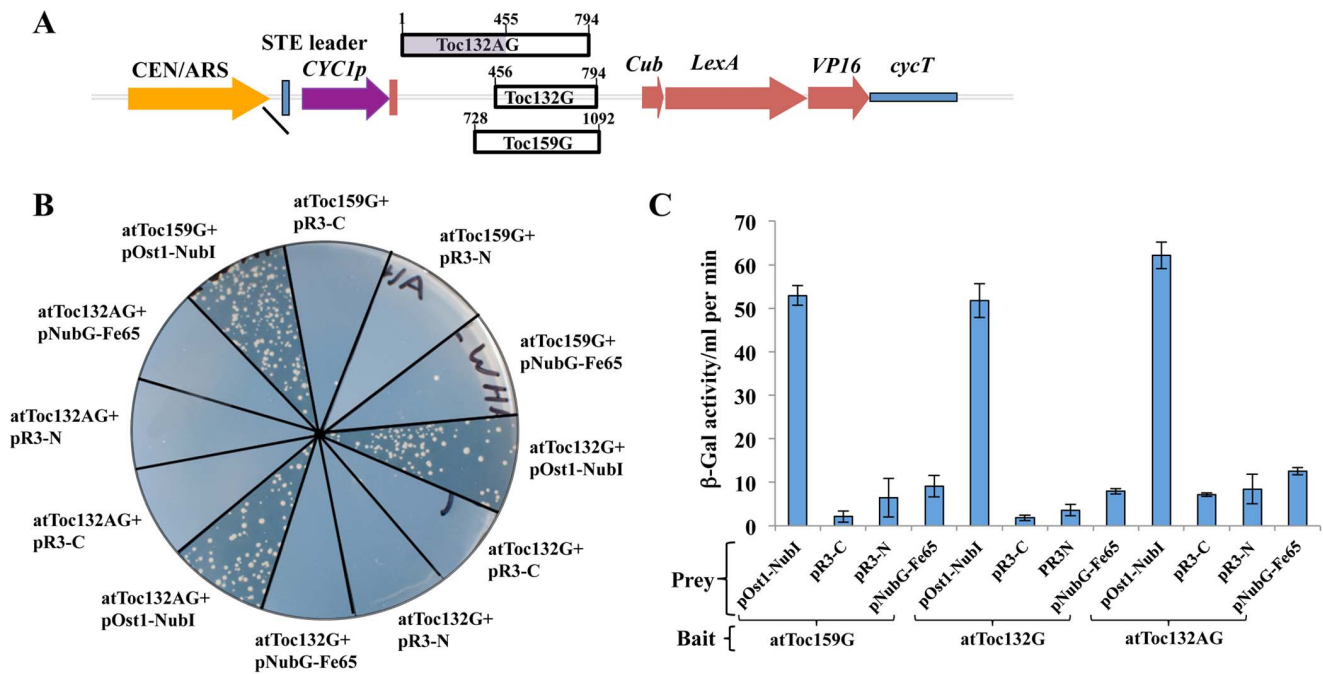 A
STE leader
CEN/ARS
CYC1p
1 455 794
Toc132AG
456 794
Toc132G
728 1092
Toc159G
Cub LexA VP16 cycT
B
atToc159G+
pR3-C
atToc159G+
pR3-N
atToc159G+
pNubG-Fe65
atToc132G+
pOst1-NubI
atToc132G+
pR3-C
atToc132G+
pR3-N
atToc132G+
pNubG-Fe65
atToc132AG+
pOst1-NubI
atToc132AG+
pR3-C
atToc132AG+
pR3-N
atToc132AG+
pNubG-Fe65
atToc159G+
pOst1-NubI
C
β-Gal activity/ml per min
70
60
50
40
30
20
10
0
Prey
pOst1-NubI
pR3-C
pR3-N
pNubG-Fe65
pOst1-NubI
pR3-C
PR3N
pNubG-Fe65
pOst1-NubI
pR3-C
pR3-N
pNubG-Fe65
Bait
atToc159G
atToc132G
atToc132AG